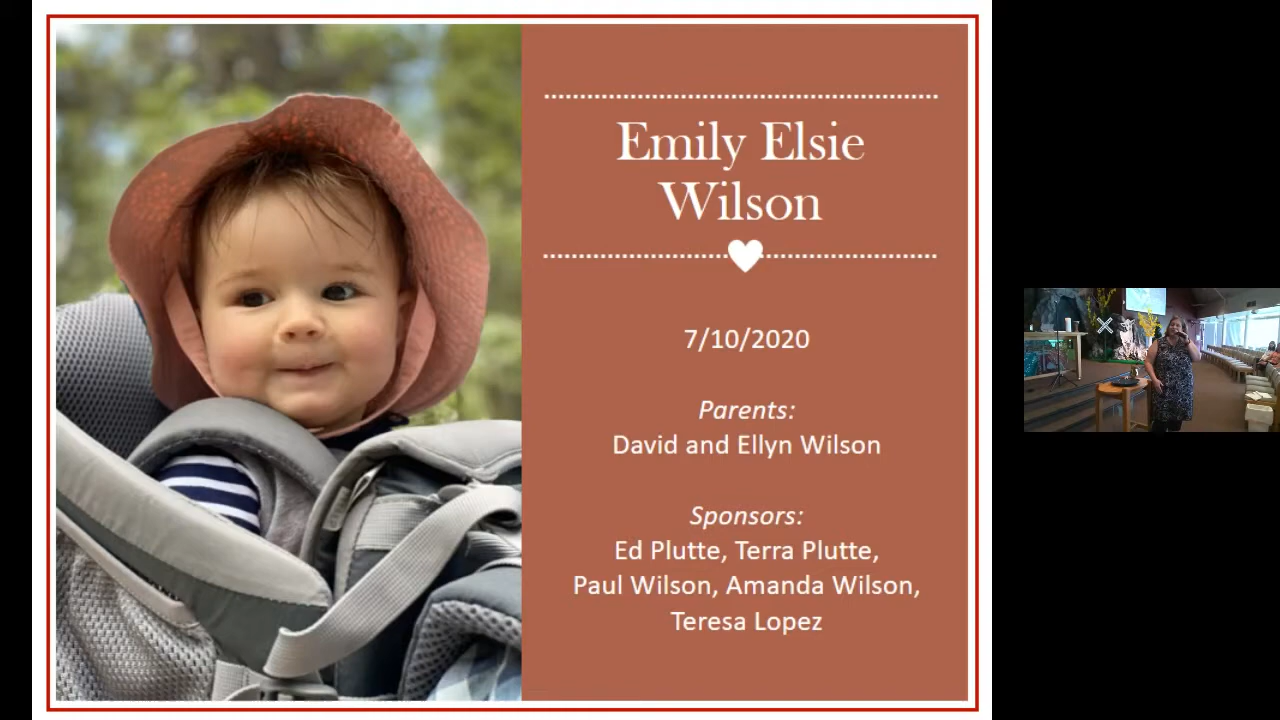 Emily Elsie
Wilson
7/10/2020
Parents:
David and Ellyn Wilson
Sponsors:
Ed Plutte, Terra Plutte,
Paul Wilson, Amanda Wilson,
Teresa Lopez